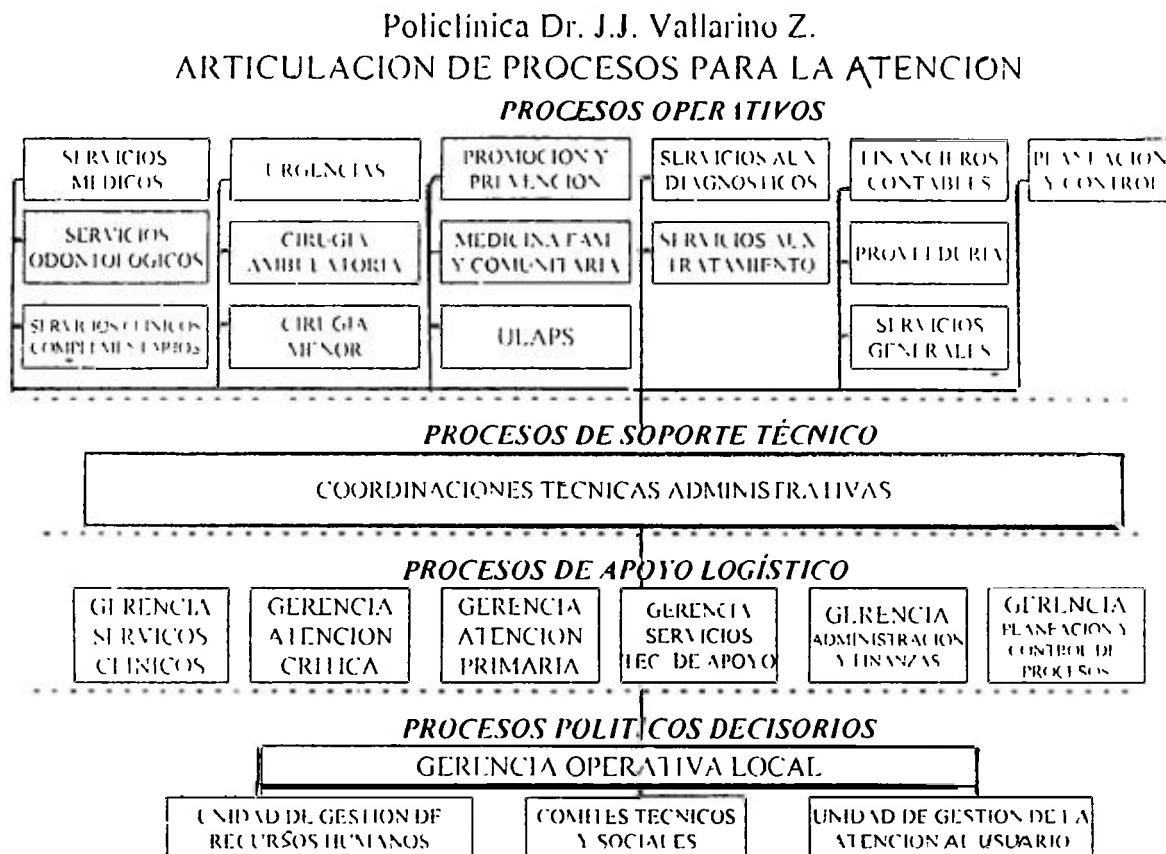 Policlínica Dr. J.J. Vallarino Z.
ARTICULACION DE PROCESOS PARA LA ATENCION
PROCESOS OPERATIVOS
SERVICIOS
MEDICOS
URGENCIAS
PROMOCION Y
PREVENCION
SERVICIOS AUX
DIAGNOSTICOS
FINANCIEROS
CONTABLES
PLANEACION
Y CONTROL
SERVICIOS
ODONTOLOGICOS
CIRUGIA
AMBULATORIA
MEDICINA FAM
Y COMUNITARIA
SERVICIOS AUX
TRATAMIENTO
PROVEEDURIA
SERVICIOS CLINICOS
COMPLEMENTARIOS
CIRUGIA
MENOR
ULAPS
SERVICIOS
GENERALES
PROCESOS DE SOPORTE TÉCNICO
COORDINACIONES TECNICAS ADMINISTRATIVAS
PROCESOS DE APOYO LOGÍSTICO
GERENCIA
SERVICOS
CLINICOS
GERENCIA
ATENCION
CRITICA
GERENCIA
ATENCION
PRIMARIA
GERENCIA
SERVICIOS
TEC. DE APOYO
GERENCIA
ADMINISTRACION
Y FINANZAS
GERENCIA
PLANEACION Y
CONTROL DE
PROCESOS
PROCESOS POLITICOS DECISORIOS
GERENCIA OPERATIVA LOCAL
UNIDAD DE GESTION DE
RECURSOS HUMANOS
COMITES TECNICOS
Y SOCIALES
UNIDAD DE GESTION DE LA
ATENCION AL USUARIO